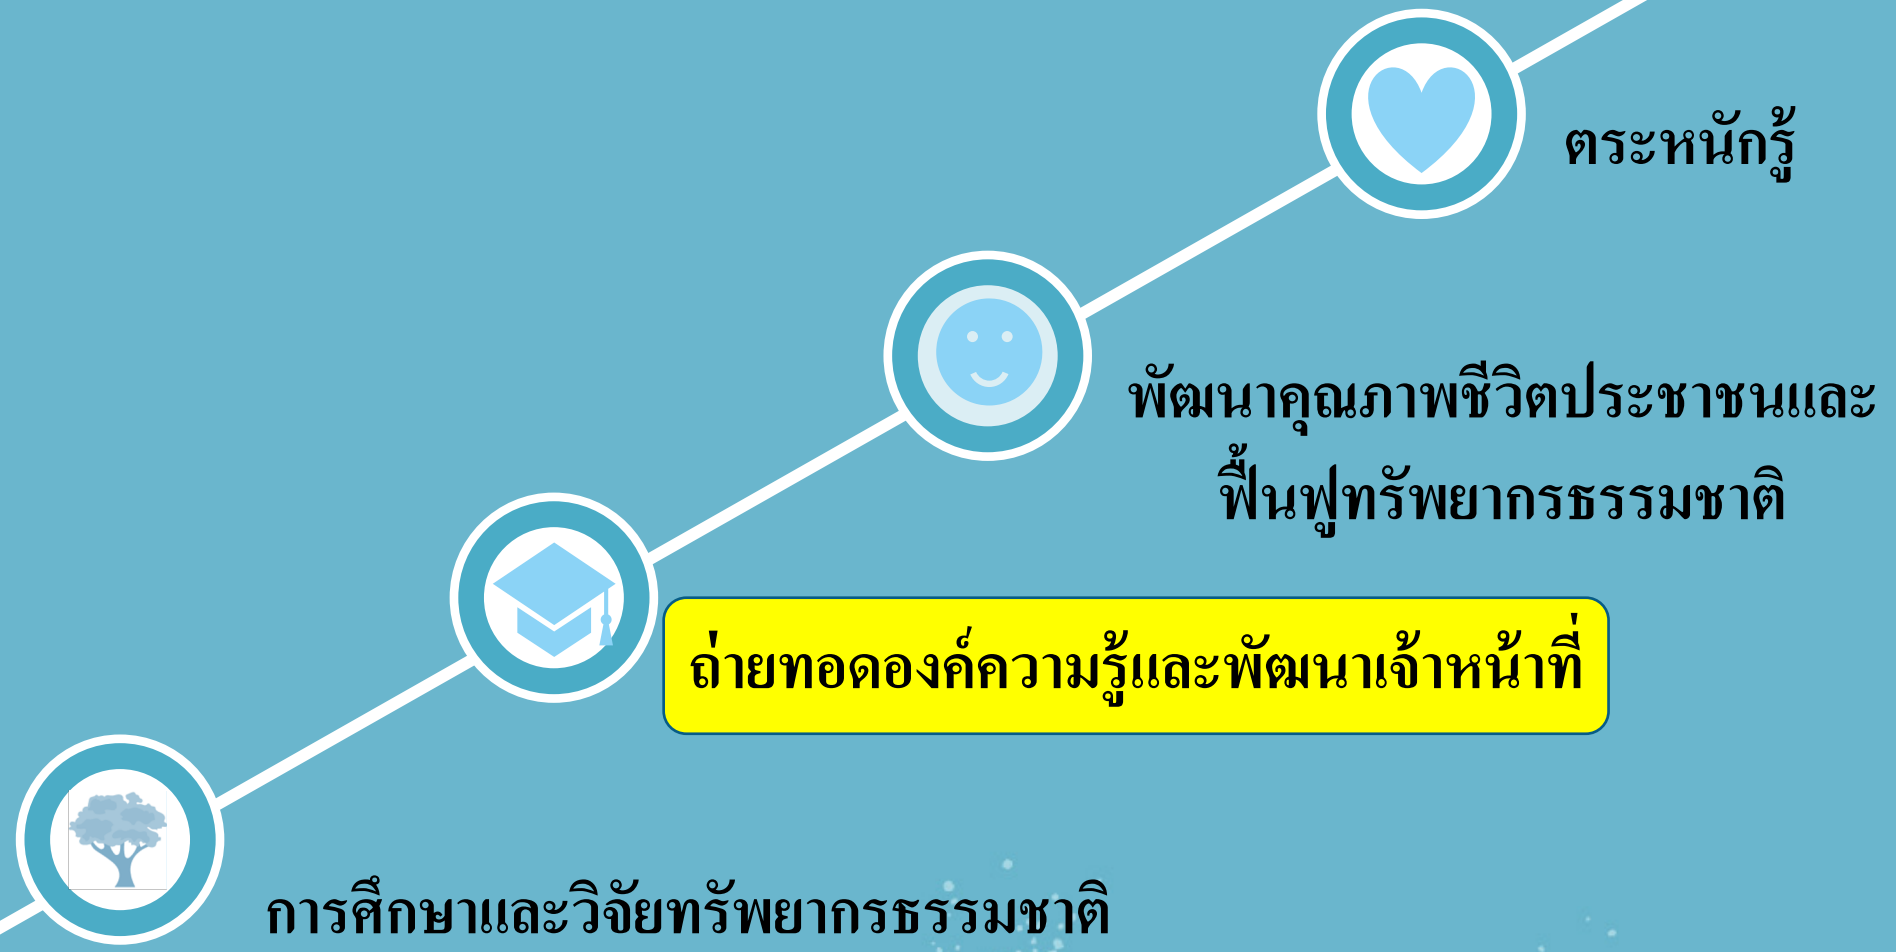 ตระหนักรู้
พัฒนาคุณภาพชีวิตประชาชนและ
ฟื้นฟูทรัพยากรธรรมชาติ
ถ่ายทอดองค์ความรู้และพัฒนาเจ้าหน้าที่
การศึกษาและวิจัยทรัพยากรธรรมชาติ